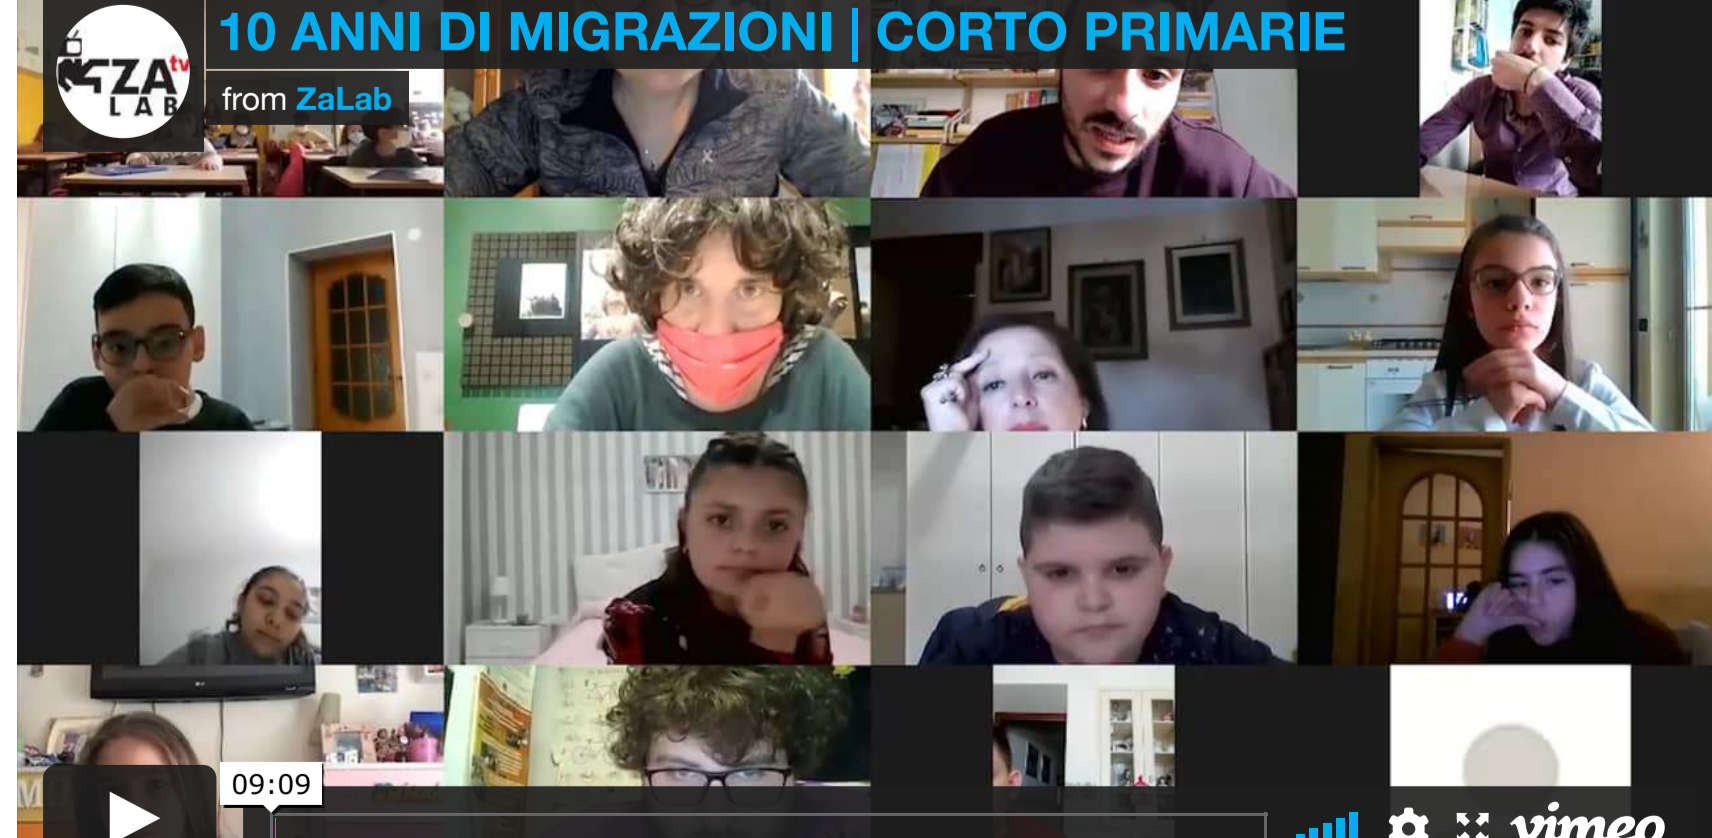 10 ANNI DI MIGRAZIONI | CORTO PRIMARIE
from ZaLab
ZA tv
LAB
09:09
vimeo